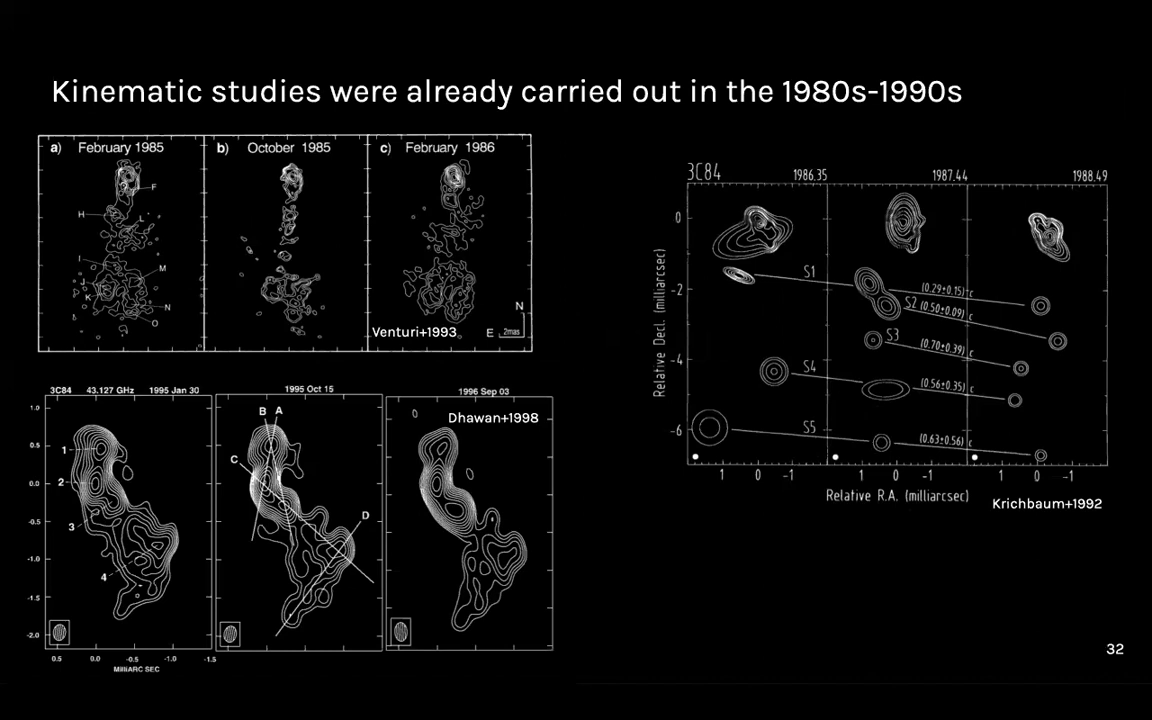 Kinematic studies were already carried out in the 1980s-1990s
a) February 1985
b) October 1985
c) February 1986
F
H
L
I
M
J
K
N
O
Venturi+1993
N
E 2mas
3C84 43.127 GHz 1995 Jan 30
1995 Oct 15
1996 Sep 03
Dhawan+1998
1.0
0.5
0.0
-0.5
-1.0
-1.5
-2.0
1
2
3
4
B A
C
D
0.5 0.0 -0.5 -1.0 -1.5
MilliARC SEC
3C84
1986.35
1987.44
1988.49
Relative Decl. (milliarcsec)
0
-2
-4
-6
S1
(0.29±0.15) c
S2 (0.50±0.09) c
S3
(0.70±0.39) c
S4
(0.56±0.35) c
S5
(0.63±0.56) c
1 0 -1 1 0 -1 1 0 -1
Relative R.A. (milliarcsec)
Krichbaum+1992
32